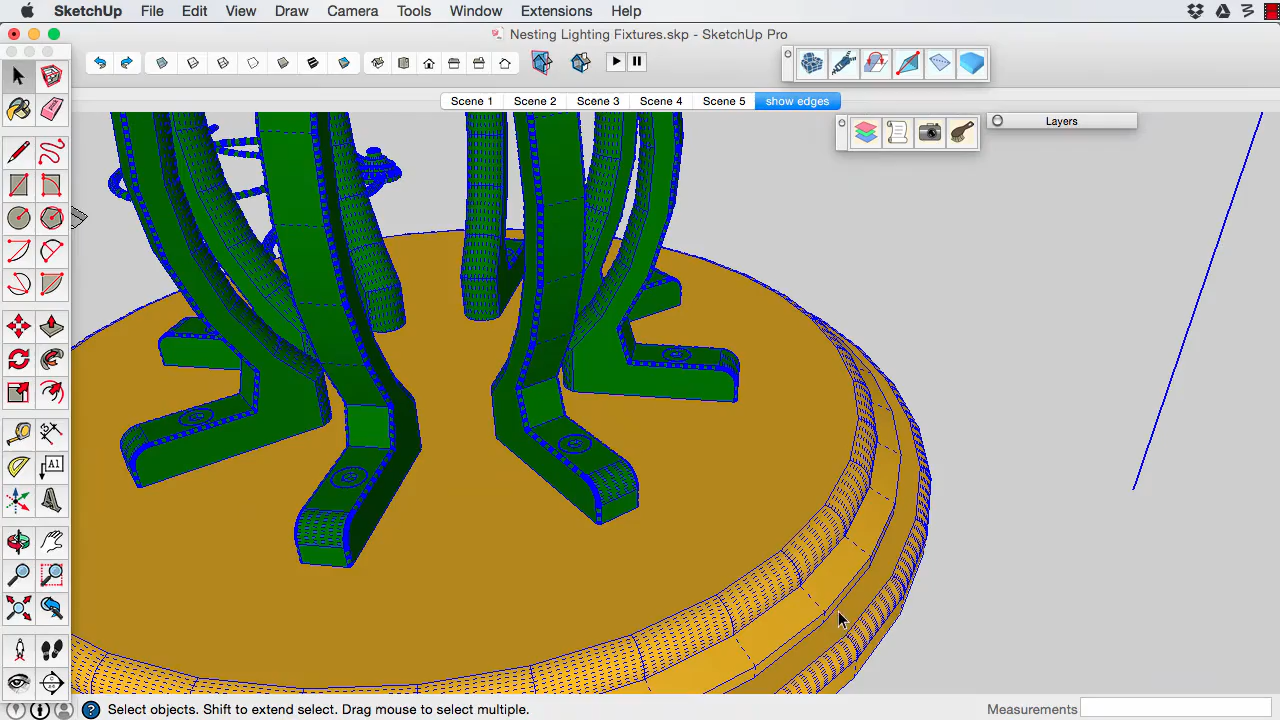 SketchUp File Edit View Draw Camera Tools Window Extensions Help
Nesting Lighting Fixtures.skp - SketchUp Pro
Scene 1 Scene 2 Scene 3 Scene 4 Scene 5 show edges
Layers
A1
Select objects. Shift to extend select. Drag mouse to select multiple.
Measurements